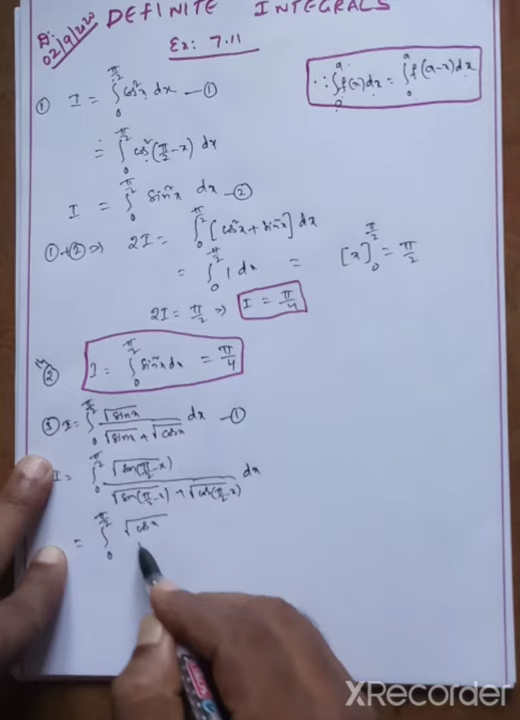 Dt: 02/9/2020
DEFINITE INTEGRALS
Ex: 7.11
∵ ∫₀ᵃ f(x)dx = ∫₀ᵃ f(a-x)dx
① I = ∫₀^(π/2) cos²x dx —①
= ∫₀^(π/2) cos²(π/2-x) dx
I = ∫₀^(π/2) sin²x dx —②
①+② ⇒ 2I = ∫₀^(π/2) [cos²x + sin²x] dx
= ∫₀^(π/2) 1 dx = [x]₀^(π/2) = π/2
2I = π/2 ⇒ I = π/4
② I = ∫₀^(π/2) sin²x dx = π/4
③ I = ∫₀^(π/2) √sinx / (√sinx + √cosx) dx —①
I = ∫₀^(π/2) √sin(π/2-x) / (√sin(π/2-x) + √cos(π/2-x)) dx
= ∫₀^(π/2) √cosx
XRecorder